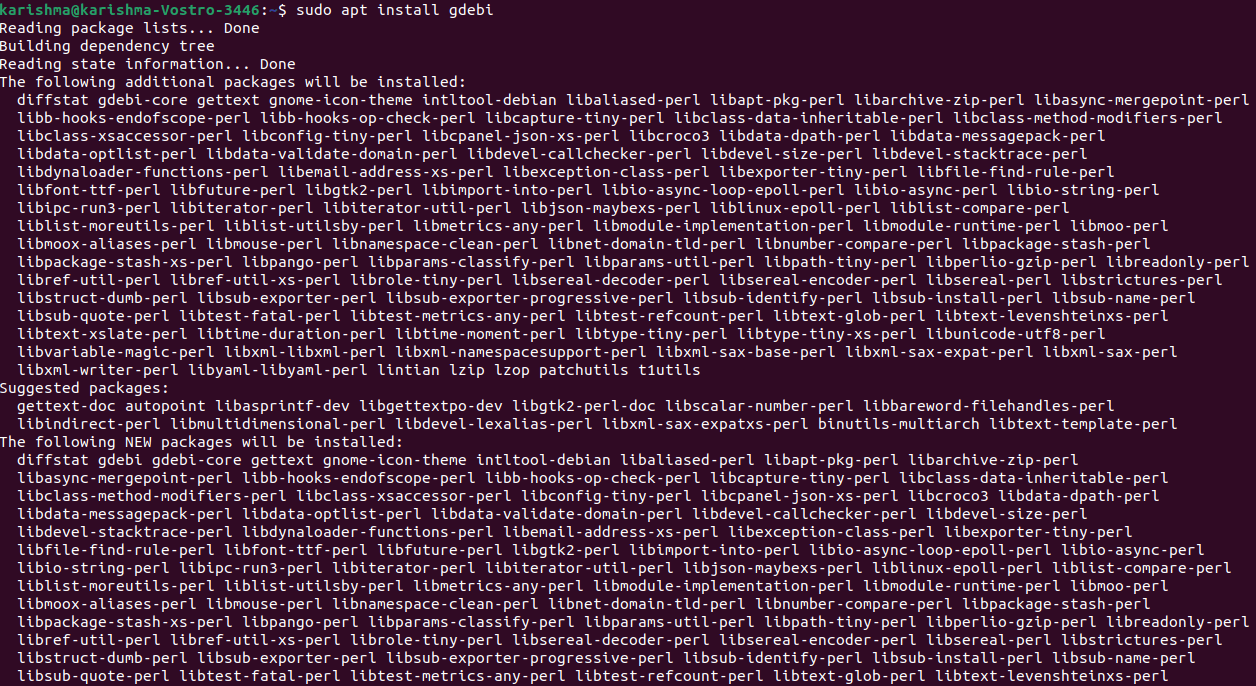 karishma@karishma-Vostro-3446:~$ sudo apt install gdebi
Reading package lists... Done
Building dependency tree
Reading state information... Done
The following additional packages will be installed:
  diffstat gdebi-core gettext gnome-icon-theme intltool-debian libaliased-perl libapt-pkg-perl libarchive-zip-perl libasync-mergepoint-perl
  libb-hooks-endofscope-perl libb-hooks-op-check-perl libcapture-tiny-perl libclass-data-inheritable-perl libclass-method-modifiers-perl
  libclass-xsaccessor-perl libconfig-tiny-perl libcpanel-json-xs-perl libcroco3 libdata-dpath-perl libdata-messagepack-perl
  libdata-optlist-perl libdata-validate-domain-perl libdevel-callchecker-perl libdevel-size-perl libdevel-stacktrace-perl
  libdynaloader-functions-perl libemail-address-xs-perl libexception-class-perl libexporter-tiny-perl libfile-find-rule-perl
  libfont-ttf-perl libfuture-perl libgtk2-perl libimport-into-perl libio-async-loop-epoll-perl libio-async-perl libio-string-perl
  libipc-run3-perl libiterator-perl libiterator-util-perl libjson-maybexs-perl liblinux-epoll-perl liblist-compare-perl
  liblist-moreutils-perl liblist-utilsby-perl libmetrics-any-perl libmodule-implementation-perl libmodule-runtime-perl libmoo-perl
  libmoox-aliases-perl libmouse-perl libnamespace-clean-perl libnet-domain-tld-perl libnumber-compare-perl libpackage-stash-perl
  libpackage-stash-xs-perl libpango-perl libparams-classify-perl libparams-util-perl libpath-tiny-perl libperlio-gzip-perl libreadonly-perl
  libref-util-perl libref-util-xs-perl librole-tiny-perl libsereal-decoder-perl libsereal-encoder-perl libsereal-perl libstrictures-perl
  libstruct-dumb-perl libsub-exporter-perl libsub-exporter-progressive-perl libsub-identify-perl libsub-install-perl libsub-name-perl
  libsub-quote-perl libtest-fatal-perl libtest-metrics-any-perl libtest-refcount-perl libtext-glob-perl libtext-levenshteinxs-perl
  libtext-xslate-perl libtime-duration-perl libtime-moment-perl libtype-tiny-perl libtype-tiny-xs-perl libunicode-utf8-perl
  libvariable-magic-perl libxml-libxml-perl libxml-namespacesupport-perl libxml-sax-base-perl libxml-sax-expat-perl libxml-sax-perl
  libxml-writer-perl libyaml-libyaml-perl lintian lzip lzop patchutils t1utils
Suggested packages:
  gettext-doc autopoint libasprintf-dev libgettextpo-dev libgtk2-perl-doc libscalar-number-perl libbareword-filehandles-perl
  libindirect-perl libmultidimensional-perl libdevel-lexalias-perl libxml-sax-expatxs-perl binutils-multiarch libtext-template-perl
The following NEW packages will be installed:
  diffstat gdebi gdebi-core gettext gnome-icon-theme intltool-debian libaliased-perl libapt-pkg-perl libarchive-zip-perl
  libasync-mergepoint-perl libb-hooks-endofscope-perl libb-hooks-op-check-perl libcapture-tiny-perl libclass-data-inheritable-perl
  libclass-method-modifiers-perl libclass-xsaccessor-perl libconfig-tiny-perl libcpanel-json-xs-perl libcroco3 libdata-dpath-perl
  libdata-messagepack-perl libdata-optlist-perl libdata-validate-domain-perl libdevel-callchecker-perl libdevel-size-perl
  libdevel-stacktrace-perl libdynaloader-functions-perl libemail-address-xs-perl libexception-class-perl libexporter-tiny-perl
  libfile-find-rule-perl libfont-ttf-perl libfuture-perl libgtk2-perl libimport-into-perl libio-async-loop-epoll-perl libio-async-perl
  libio-string-perl libipc-run3-perl libiterator-perl libiterator-util-perl libjson-maybexs-perl liblinux-epoll-perl liblist-compare-perl
  liblist-moreutils-perl liblist-utilsby-perl libmetrics-any-perl libmodule-implementation-perl libmodule-runtime-perl libmoo-perl
  libmoox-aliases-perl libmouse-perl libnamespace-clean-perl libnet-domain-tld-perl libnumber-compare-perl libpackage-stash-perl
  libpackage-stash-xs-perl libpango-perl libparams-classify-perl libparams-util-perl libpath-tiny-perl libperlio-gzip-perl libreadonly-perl
  libref-util-perl libref-util-xs-perl librole-tiny-perl libsereal-decoder-perl libsereal-encoder-perl libsereal-perl libstrictures-perl
  libstruct-dumb-perl libsub-exporter-perl libsub-exporter-progressive-perl libsub-identify-perl libsub-install-perl libsub-name-perl
  libsub-quote-perl libtest-fatal-perl libtest-metrics-any-perl libtest-refcount-perl libtext-glob-perl libtext-levenshteinxs-perl